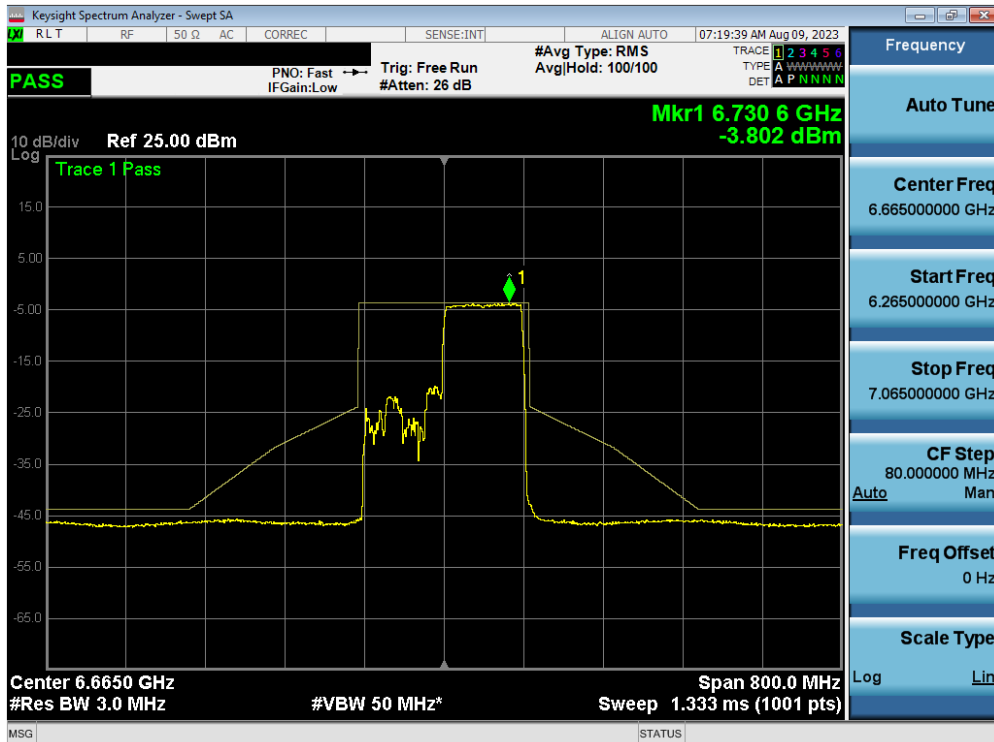 Keysight Spectrum Analyzer - Swept SA
LXI R L T RF 50 Ω AC CORREC SENSE:INT ALIGN AUTO 07:19:39 AM Aug 09, 2023
PASS
PNO: Fast
IFGain:Low
Trig: Free Run
#Atten: 26 dB
#Avg Type: RMS
Avg|Hold: 100/100
TRACE 1 2 3 4 5 6
TYPE A WWWWW
DET A P N N N N
Mkr1 6.730 6 GHz
-3.802 dBm
10 dB/div Ref 25.00 dBm
Log
Trace 1 Pass
15.0
5.00
-5.00
-15.0
-25.0
-35.0
-45.0
-55.0
-65.0
1
Center 6.6650 GHz Span 800.0 MHz
#Res BW 3.0 MHz #VBW 50 MHz* Sweep 1.333 ms (1001 pts)
MSG STATUS
Frequency
Auto Tune
Center Freq
6.665000000 GHz
Start Freq
6.265000000 GHz
Stop Freq
7.065000000 GHz
CF Step
80.000000 MHz
Auto Man
Freq Offset
0 Hz
Scale Type
Log Lin